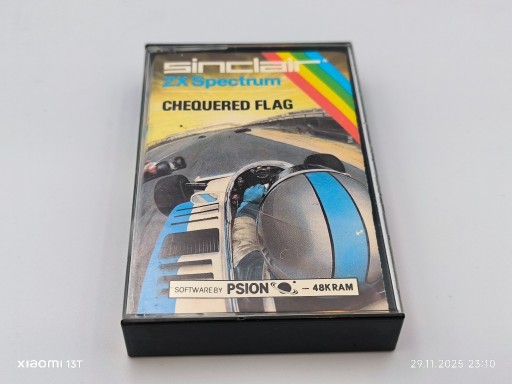 sinclair
ZX Spectrum
CHEQUERED FLAG
SOFTWARE BY PSION – 48K RAM
XIAOMI 13T
29.11.2025 23:10